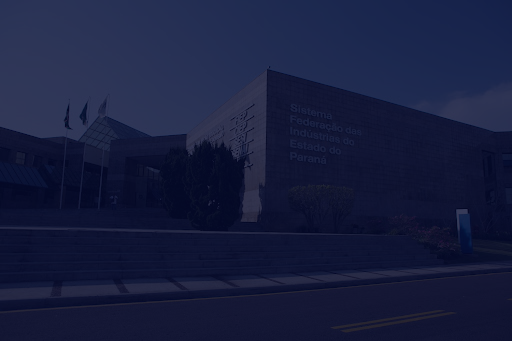 Sistema
Federação das
Indústrias do
Estado do
Paraná